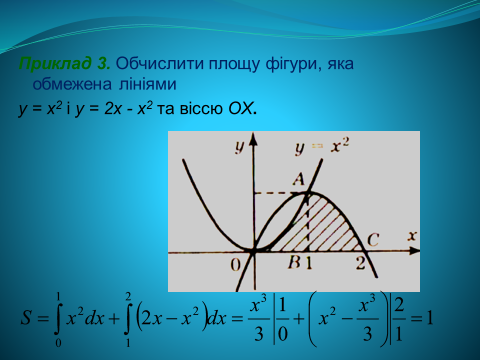 Приклад 3. Обчислити площу фігури, яка
обмежена лініями
y = x² і y = 2x - x² та віссю OX.
y
y = x²
A
x
C
0
B
1
2
S = ∫₀¹ x²dx + ∫₁² (2x − x²)dx = x³/3 |₀¹ + (x² − x³/3) |₁² = 1